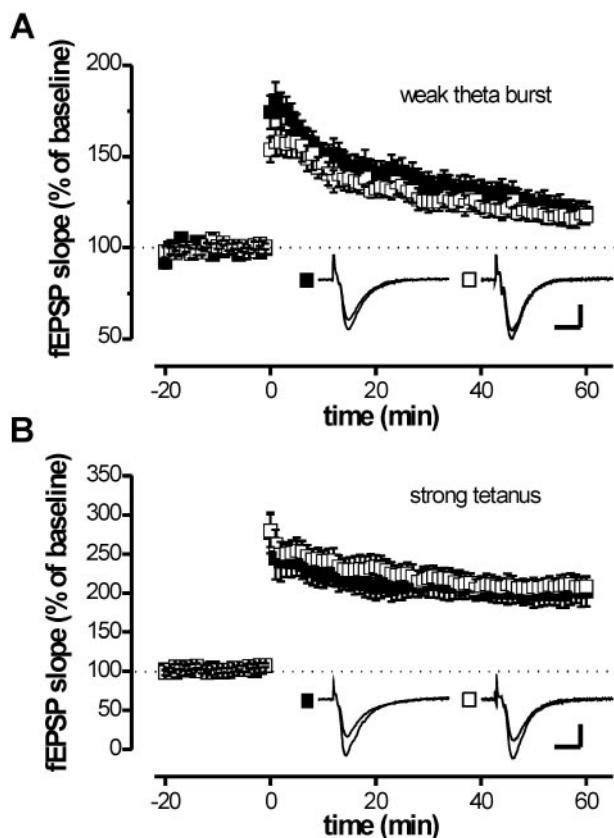 A
fEPSP slope (% of baseline)
200
150
100
50
weak theta burst
-20 0 20 40 60
time (min)
B
fEPSP slope (% of baseline)
350
300
250
200
150
100
50
0
strong tetanus
-20 0 20 40 60
time (min)